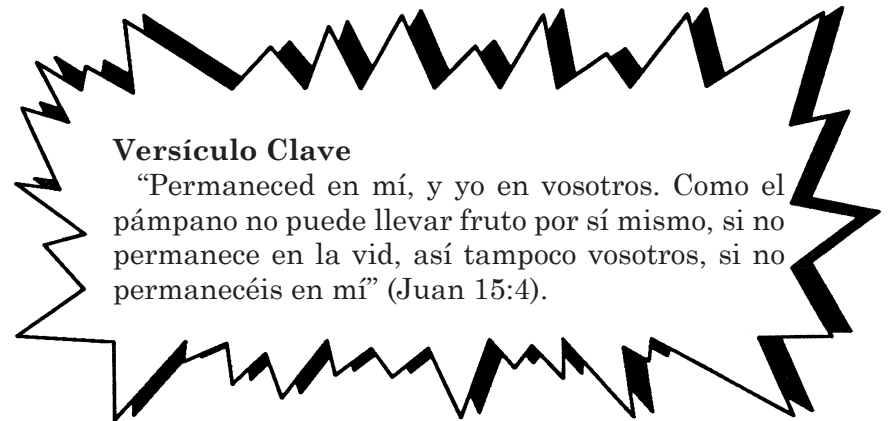 Versículo Clave
“Permaneced en mí, y yo en vosotros. Como el
pámpano no puede llevar fruto por sí mismo, si no
permanece en la vid, así tampoco vosotros, si no
permanecéis en mí” (Juan 15:4).